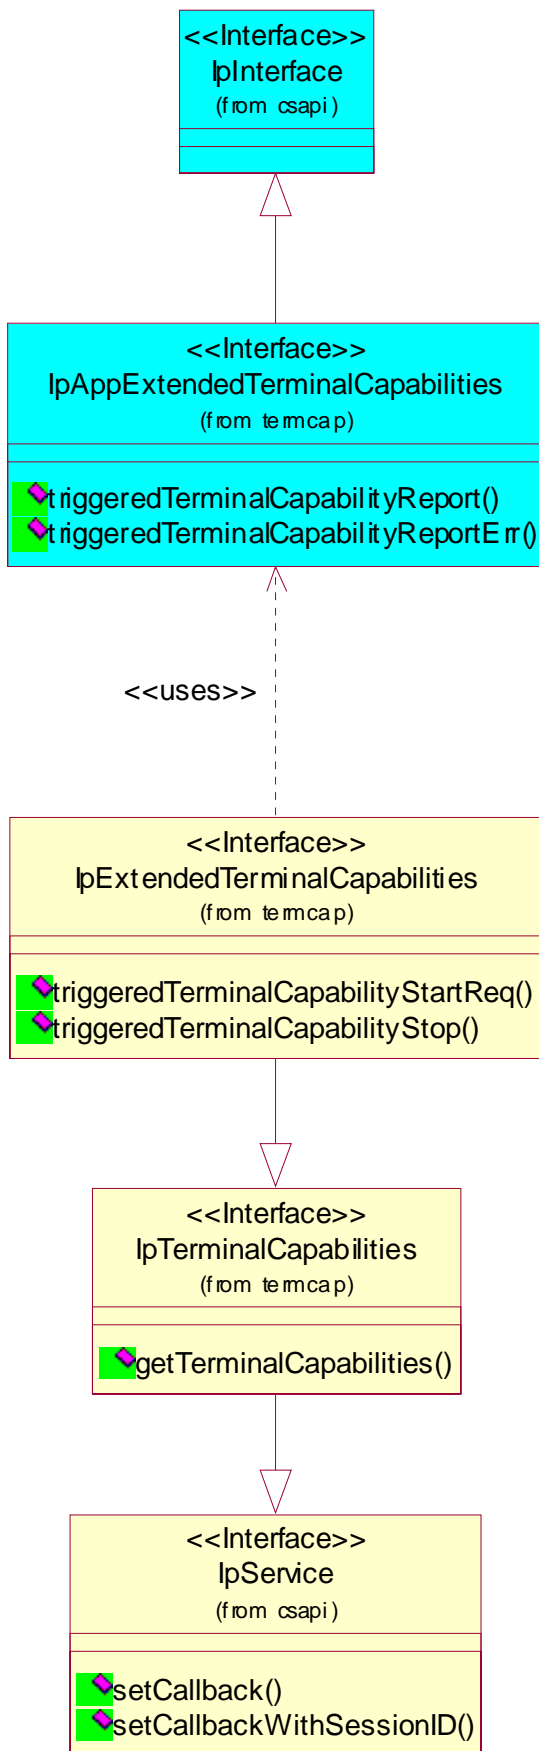 <<Interface>>
IpInterface
(from csapi)
<<Interface>>
IpAppExtendedTerminalCapabilities
(from termcap)
triggeredTerminalCapabilityReport()
triggeredTerminalCapabilityReportErr()
<<uses>>
<<Interface>>
IpExtendedTerminalCapabilities
(from termcap)
triggeredTerminalCapabilityStartReq()
triggeredTerminalCapabilityStop()
<<Interface>>
IpTerminalCapabilities
(from termcap)
getTerminalCapabilities()
<<Interface>>
IpService
(from csapi)
setCallback()
setCallbackWithSessionID()